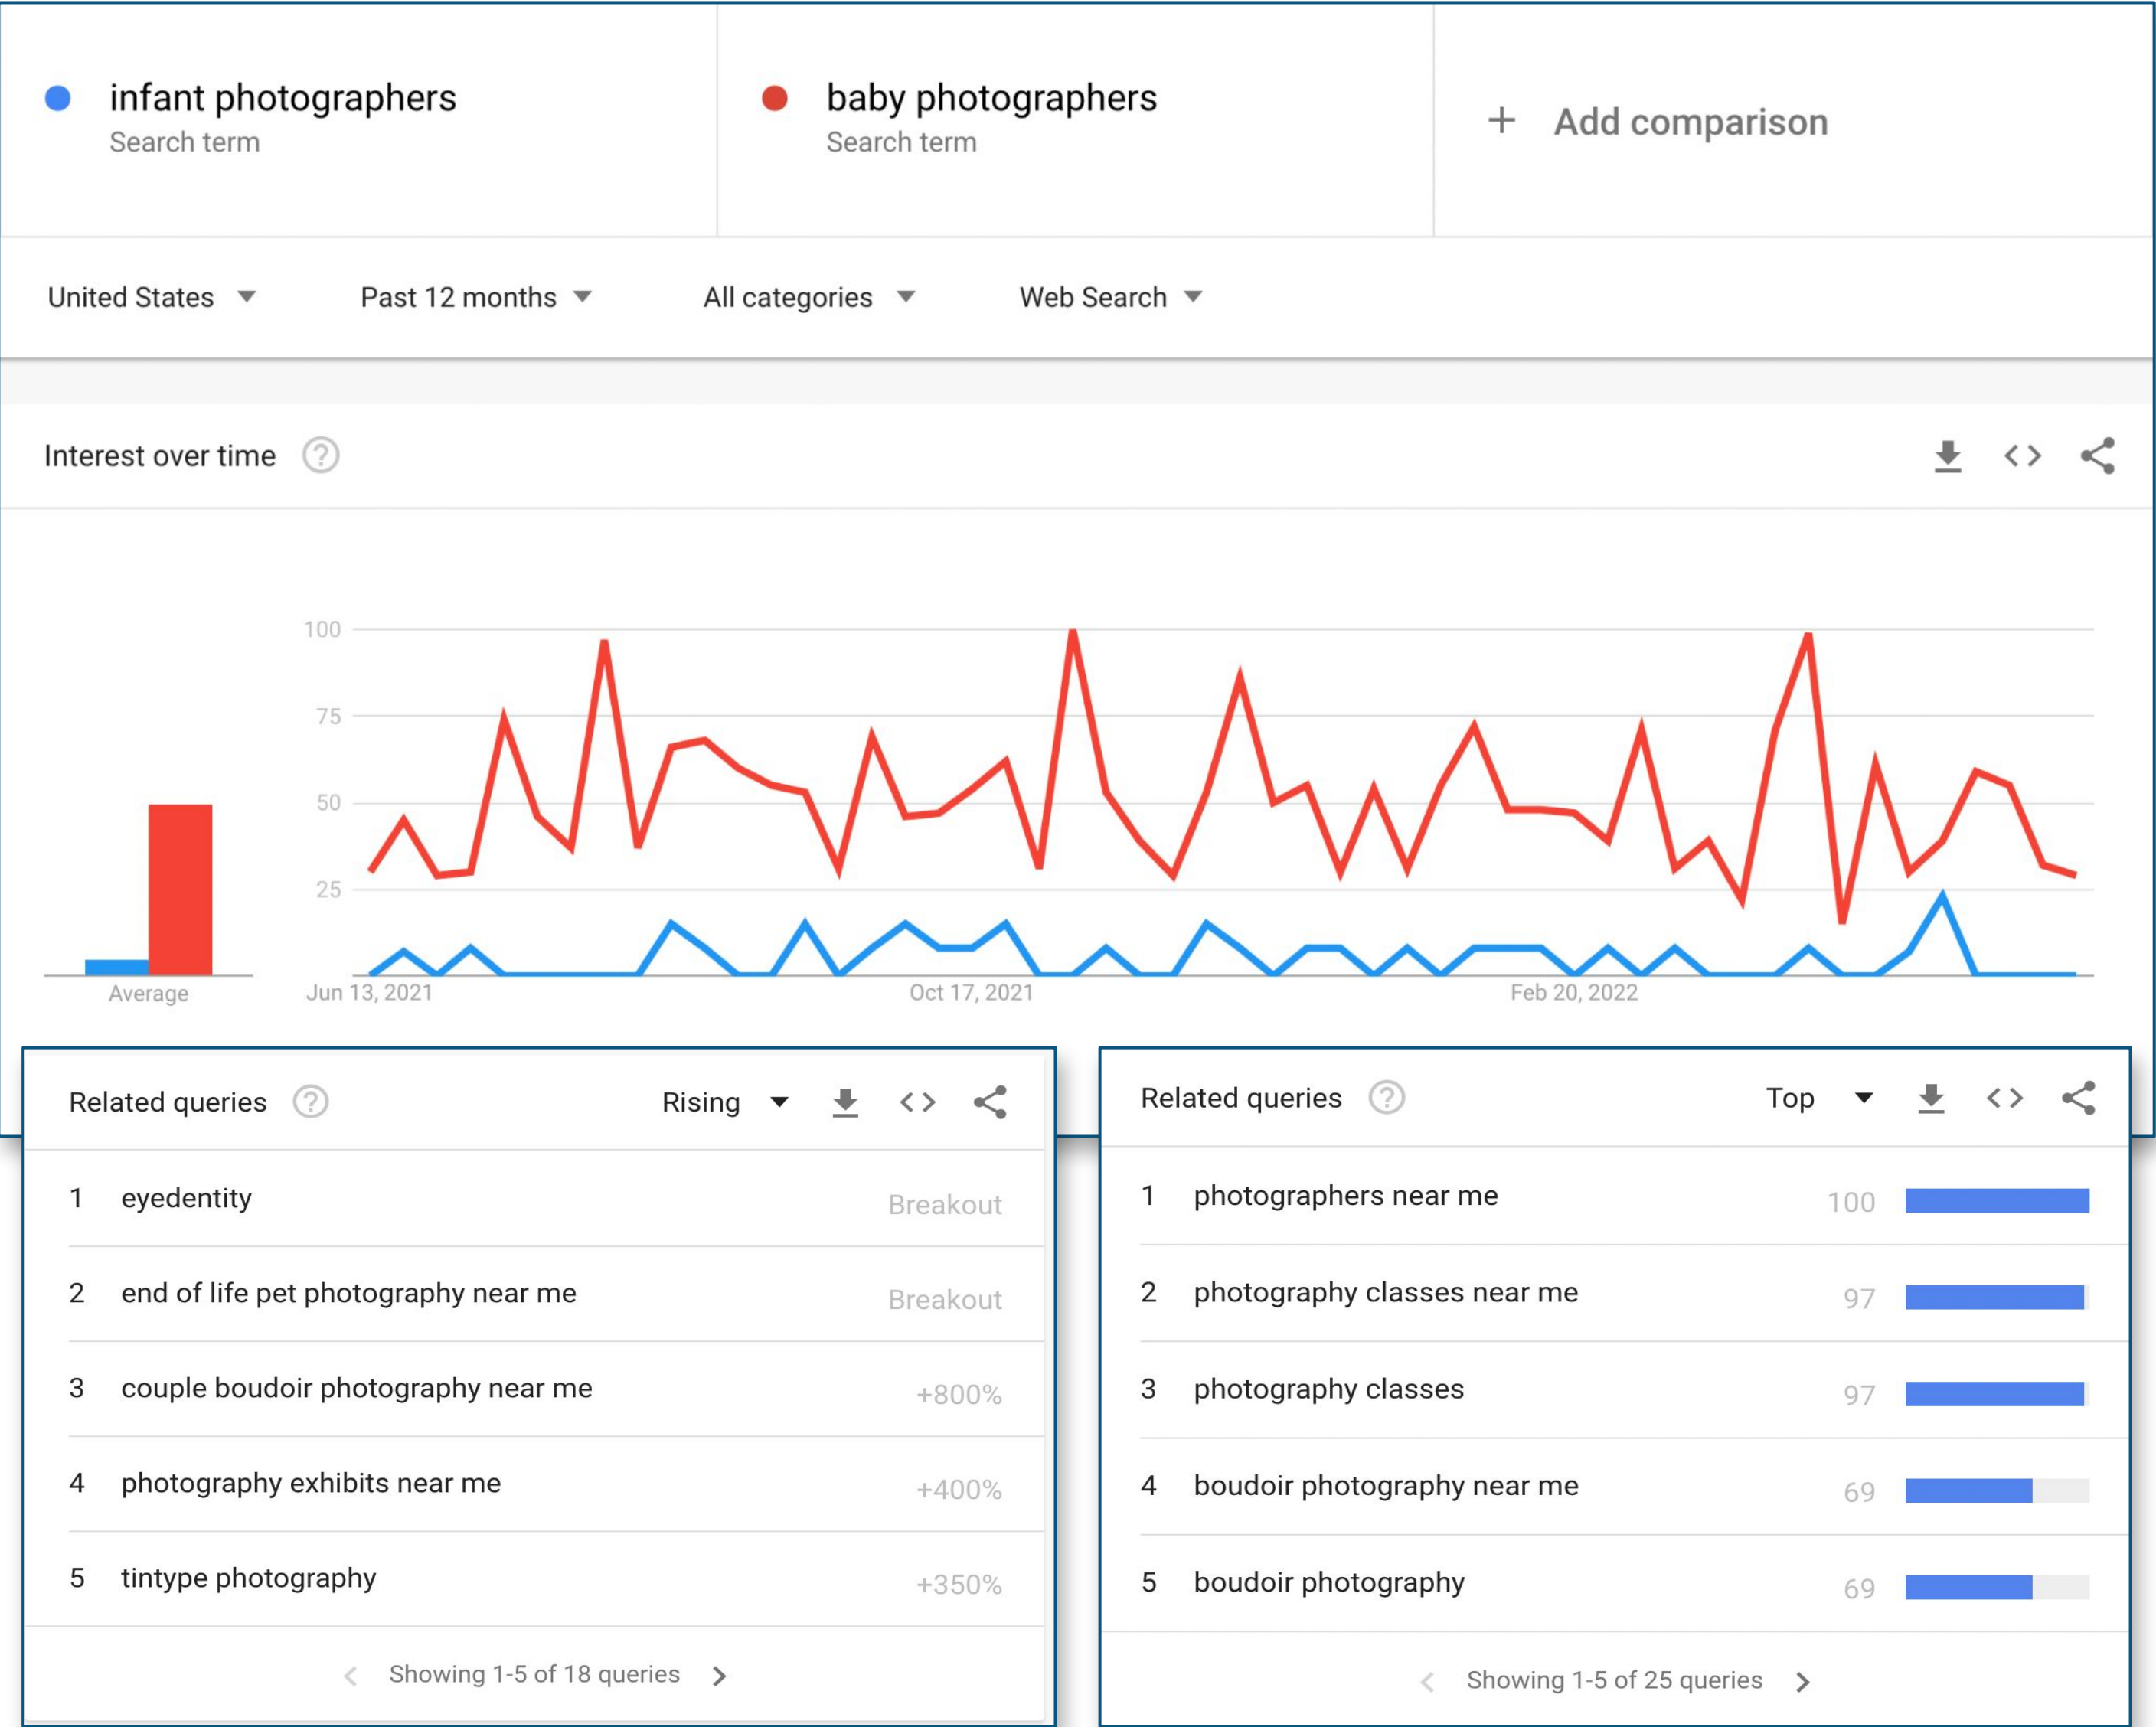 infant photographers
Search term
baby photographers
Search term
+ Add comparison
United States
Past 12 months
All categories
Web Search
Interest over time ?
100
75
50
25
Average
Jun 13, 2021
Oct 17, 2021
Feb 20, 2022
Related queries ?
Rising
1 eyedentity Breakout
2 end of life pet photography near me Breakout
3 couple boudoir photography near me +800%
4 photography exhibits near me +400%
5 tintype photography +350%
Showing 1-5 of 18 queries
Related queries ?
Top
1 photographers near me 100
2 photography classes near me 97
3 photography classes 97
4 boudoir photography near me 69
5 boudoir photography 69
Showing 1-5 of 25 queries